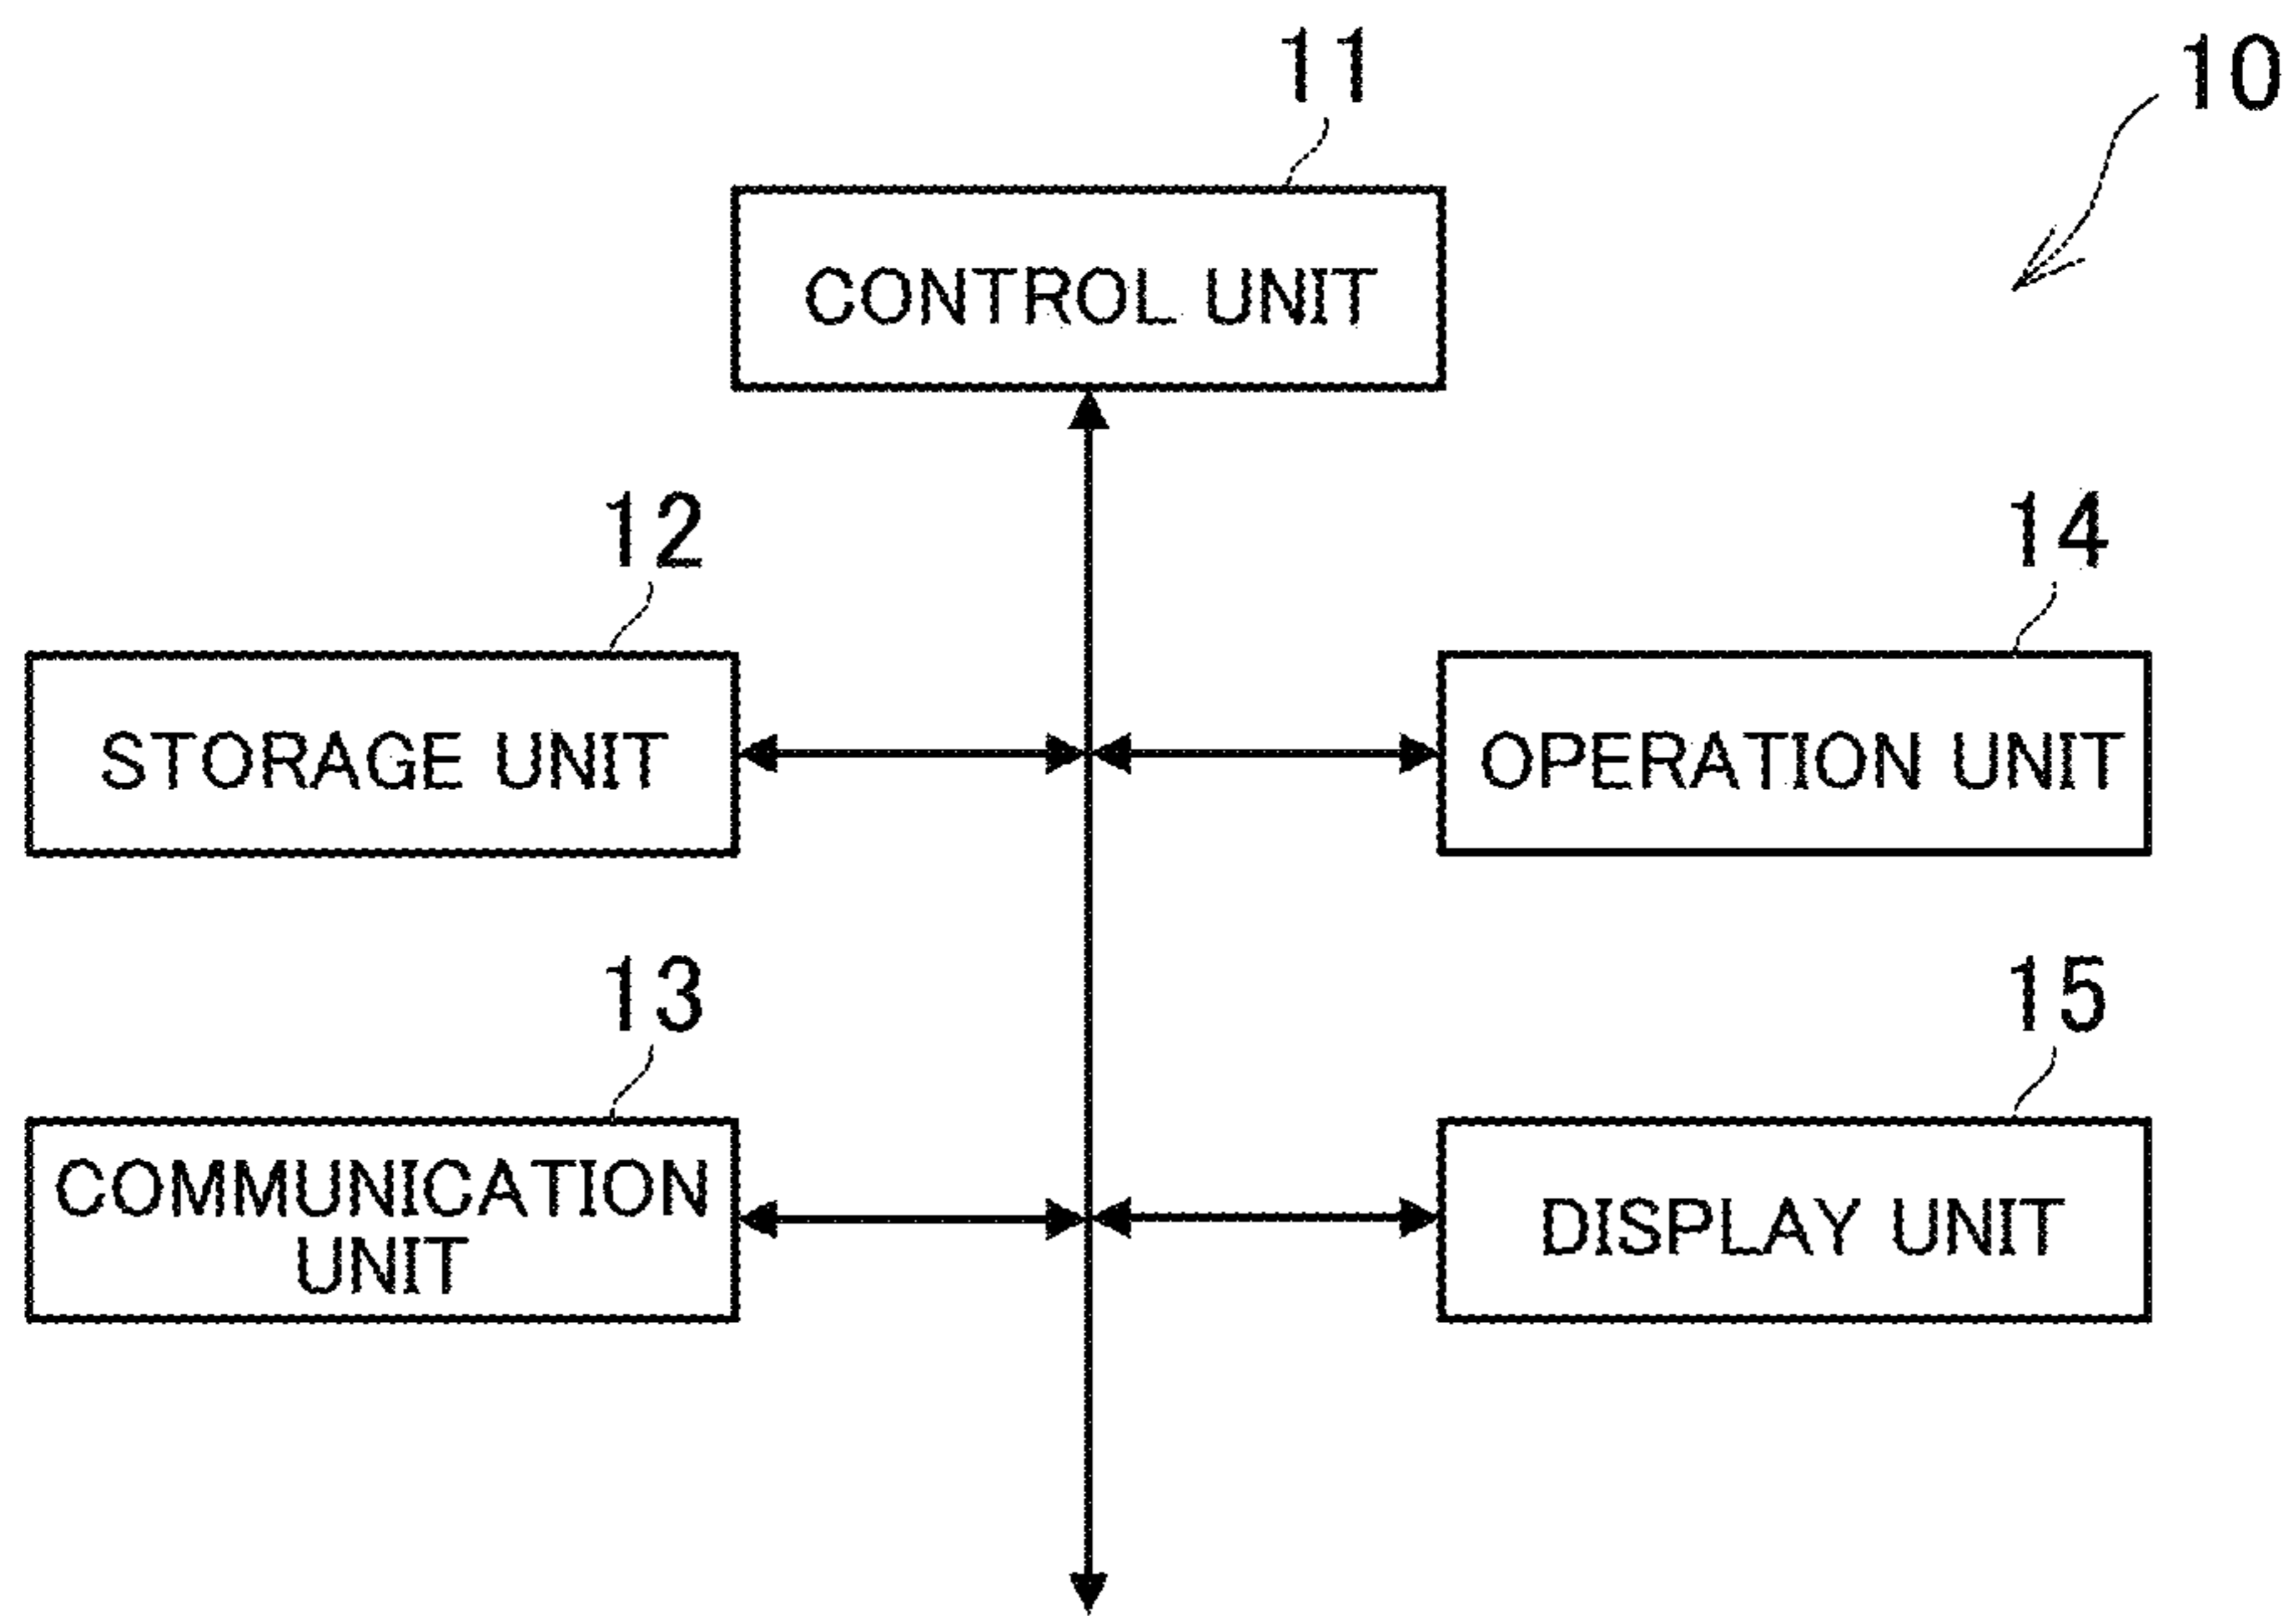 11
10
CONTROL UNIT
12
14
STORAGE UNIT
OPERATION UNIT
13
15
COMMUNICATION
UNIT
DISPLAY UNIT